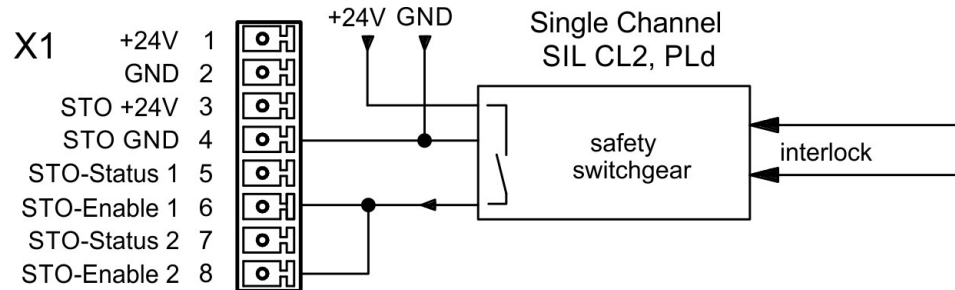 X1
+24V 1
GND 2
STO +24V 3
STO GND 4
STO-Status 1 5
STO-Enable 1 6
STO-Status 2 7
STO-Enable 2 8
+24V GND
Single Channel
SIL CL2, PLd
safety
switchgear
interlock